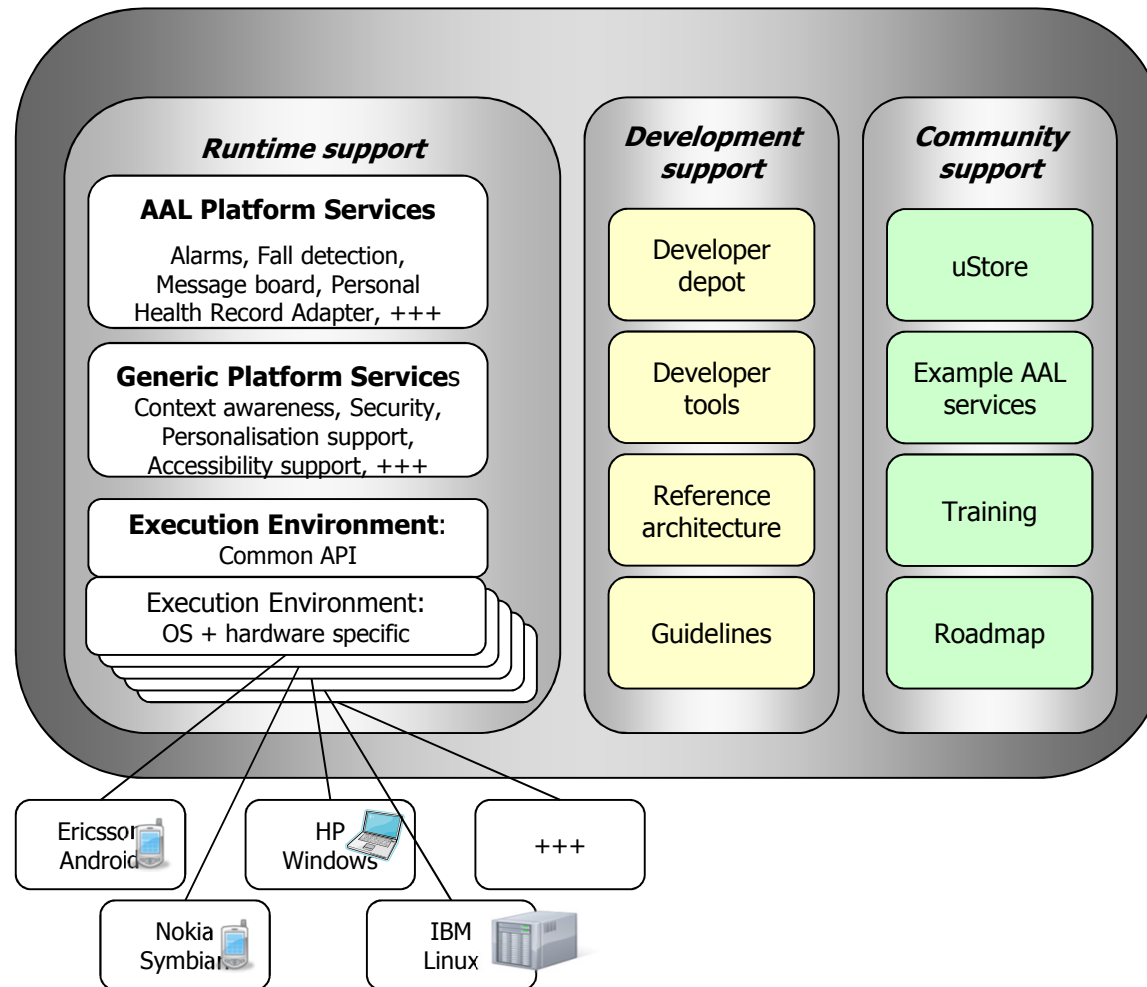 Runtime support
AAL Platform Services
Alarms, Fall detection,
Message board, Personal
Health Record Adapter, +++
Generic Platform Services
Context awareness, Security,
Personalisation support,
Accessibility support, +++
Execution Environment:
Common API
Execution Environment:
OS + hardware specific
Development
support
Developer
depot
Developer
tools
Reference
architecture
Guidelines
Community
support
uStore
Example AAL
services
Training
Roadmap
Ericsson
Android
HP
Windows
+++
Nokia
Symbian
IBM
Linux